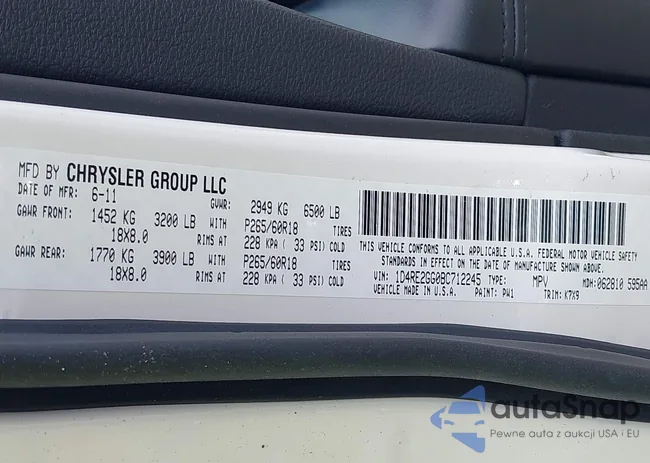 MFD BY CHRYSLER GROUP LLC
DATE OF MFR: 6-11 GVWR: 2949 KG 6500 LB
GAWR FRONT: 1452 KG 3200 LB WITH P265/60R18 TIRES
18X8.0 RIMS AT 228 KPA ( 33 PSI) COLD
GAWR REAR: 1770 KG 3900 LB WITH P265/60R18 TIRES
18X8.0 RIMS AT 228 KPA ( 33 PSI) COLD
THIS VEHICLE CONFORMS TO ALL APPLICABLE U.S.A. FEDERAL MOTOR VEHICLE SAFETY
STANDARDS IN EFFECT ON THE DATE OF MANUFACTURE SHOWN ABOVE.
VIN: 1D4RE2GG0BC712245 TYPE: MPV MDH: 062810 595AA
VEHICLE MADE IN U.S.A. PAINT: PW1 TRIM: K7X9
autoSnap
Pewne auta z aukcji USA i EU